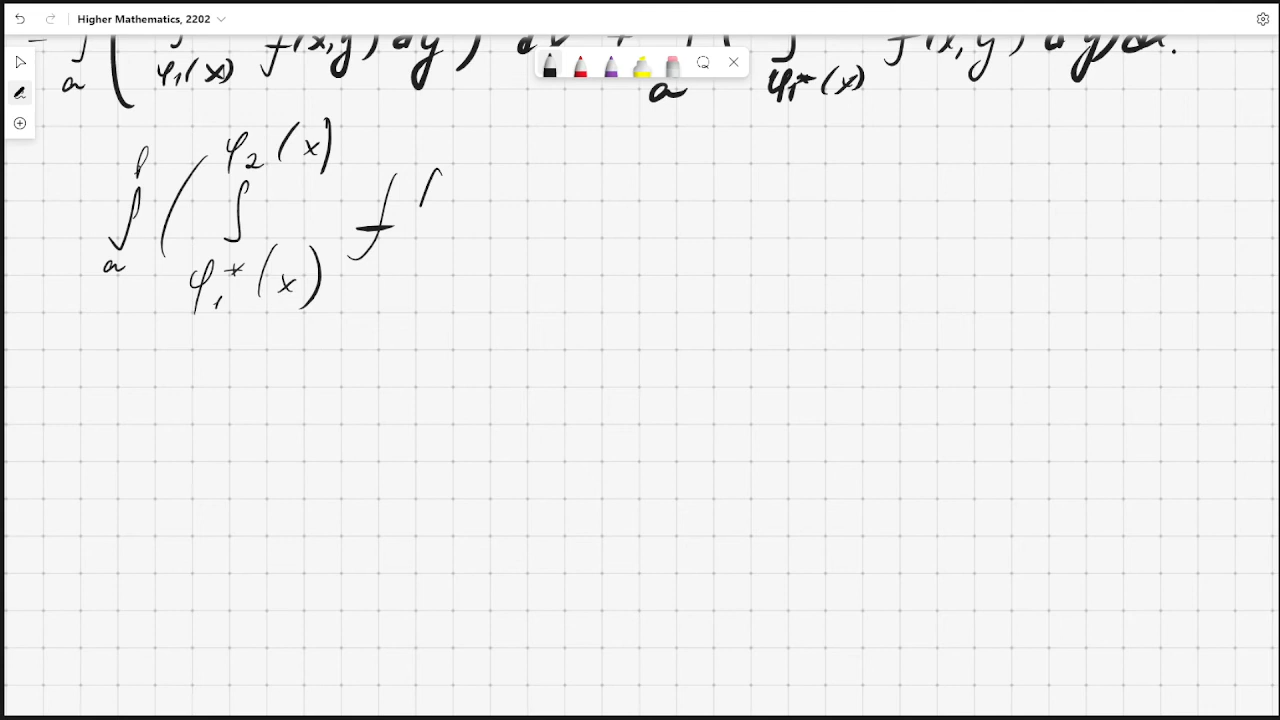 Higher Mathematics, 2202
∫ₐ ( ∫_{φ₁(x)} f(x,y) dy ) dx + ∫ₐ ( ∫_{φ₁*(x)} f(x,y) dy) dx.
∫ₐ ( ∫_{φ₁*(x)}^{φ₂(x)} f (